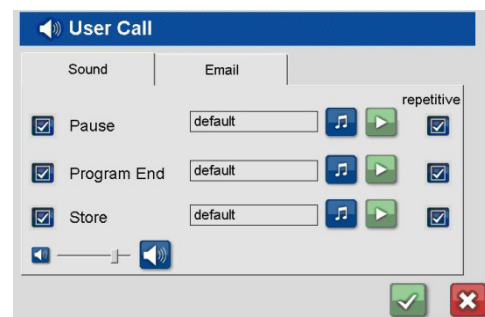 User Call
Sound Email
repetitive
Pause default
Program End default
Store default